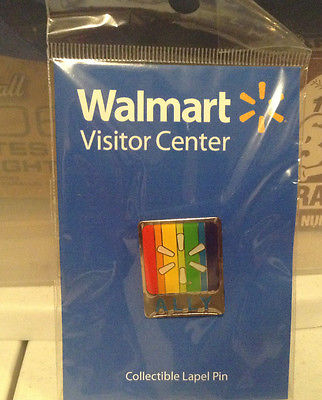 Walmart
Visitor Center
ALLY
Collectible Lapel Pin